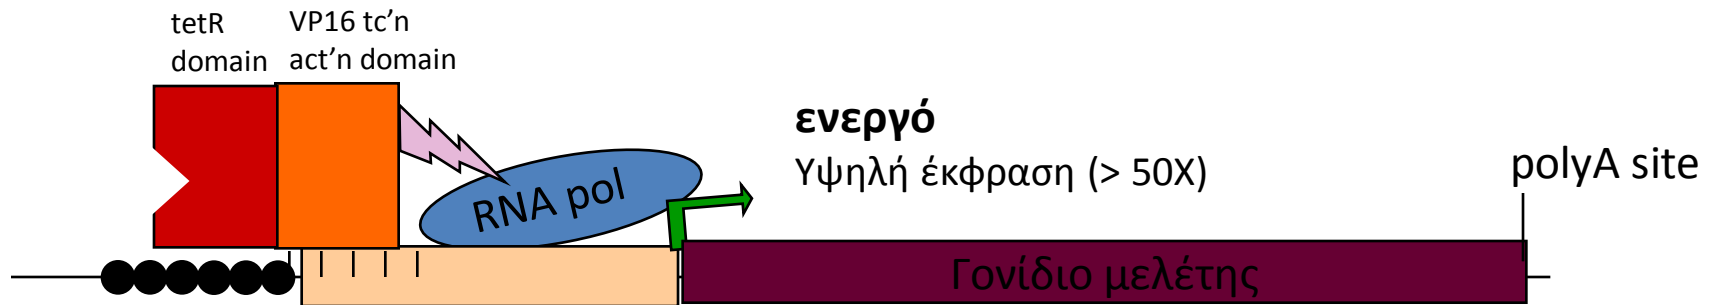 tetR
domain
VP16 tc’n
act’n domain
ενεργό
Υψηλή έκφραση (> 50X)
polyA site
RNA pol
Γονίδιο μελέτης